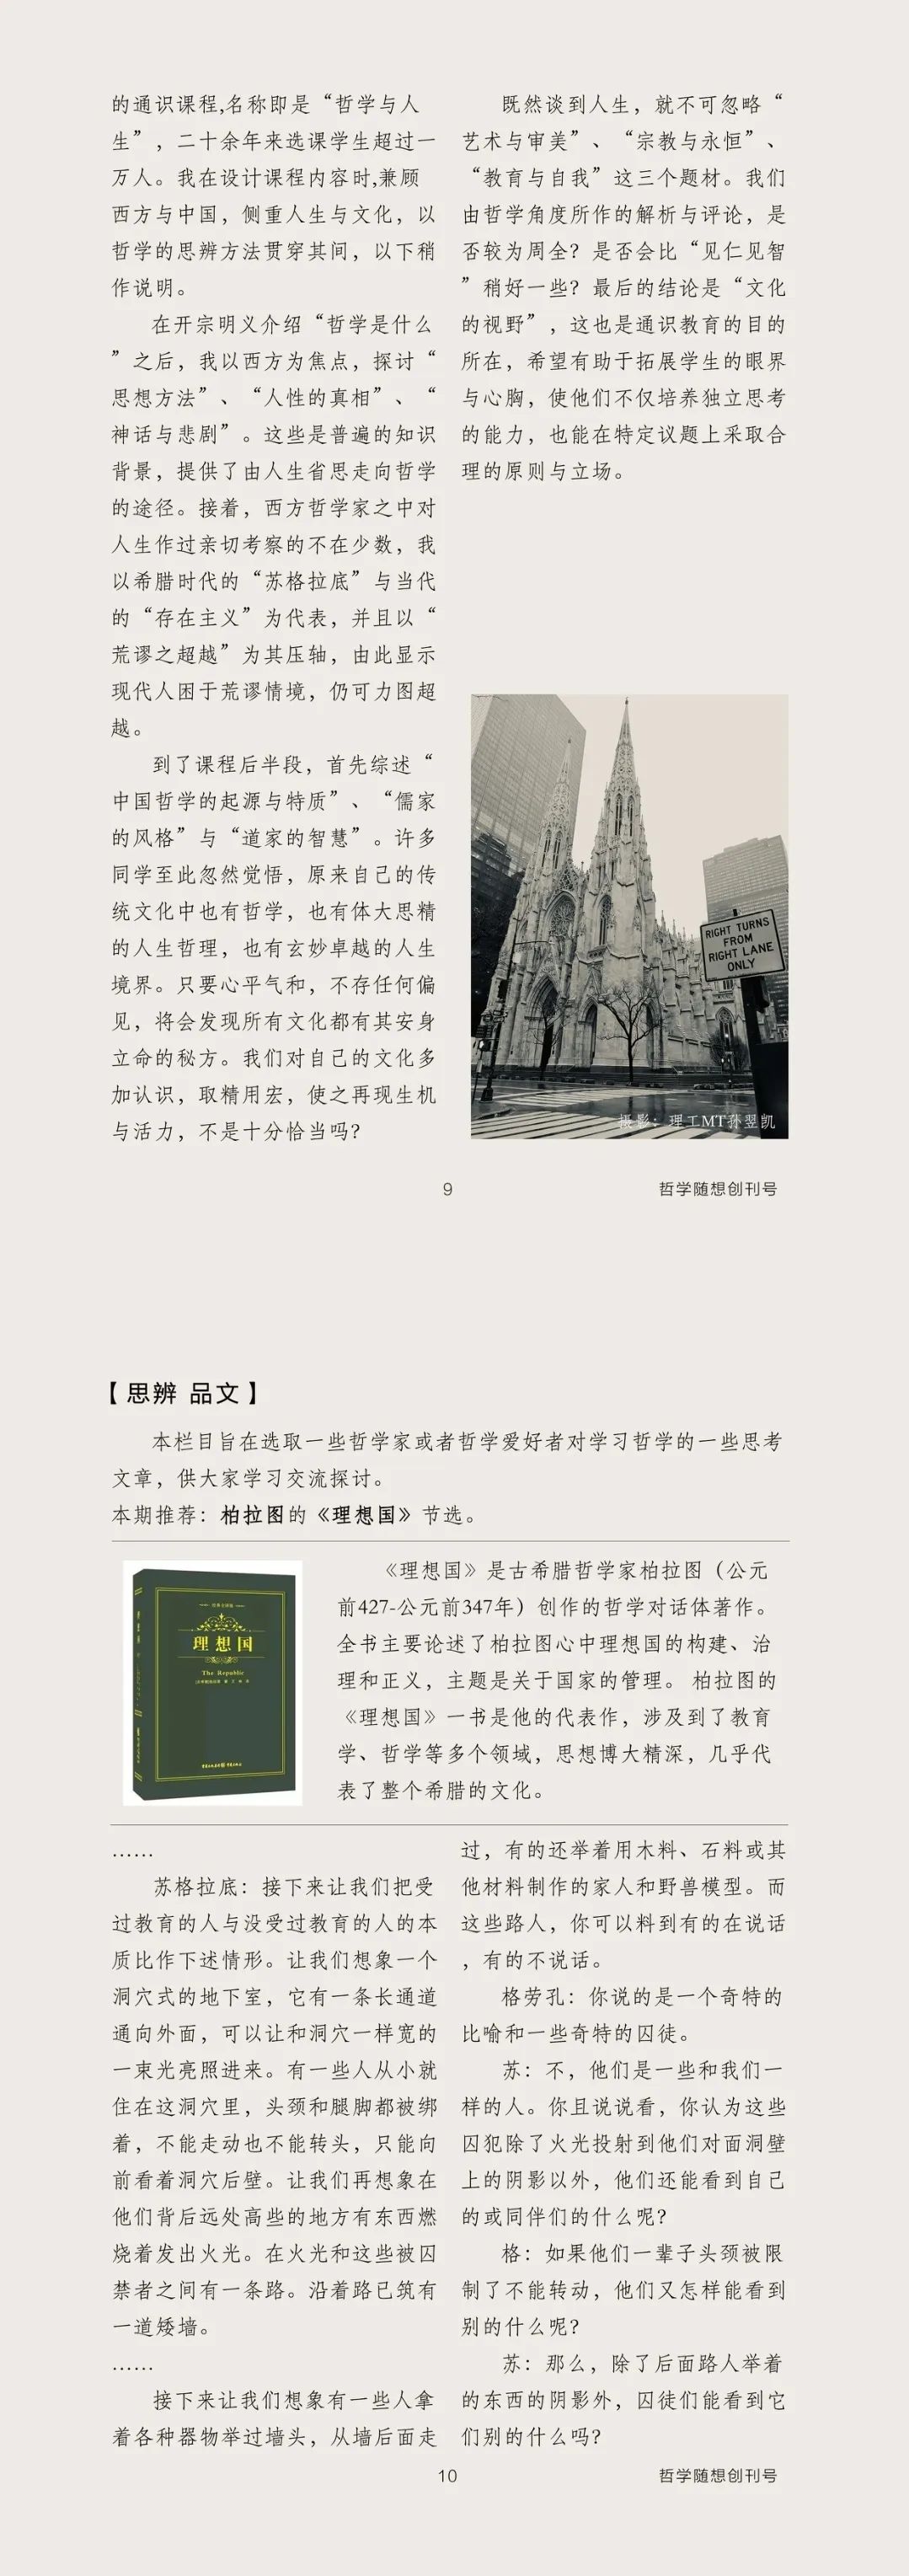 的通识课程,名称即是“哲学与人
生”，二十余年来选课学生超过一
万人。我在设计课程内容时,兼顾
西方与中国，侧重人生与文化，以
哲学的思辨方法贯穿其间，以下稍
作说明。
在开宗明义介绍“哲学是什么
”之后，我以西方为焦点，探讨“
思想方法”、“人性的真相”、“
神话与悲剧”。这些是普遍的知识
背景，提供了由人生省思走向哲学
的途径。接着，西方哲学家之中对
人生作过亲切考察的不在少数，我
以希腊时代的“苏格拉底”与当代
的“存在主义”为代表，并且以“
荒谬之超越”为其压轴，由此显示
现代人困于荒谬情境，仍可力图超
越。
到了课程后半段，首先综述“
中国哲学的起源与特质”、“儒家
的风格”与“道家的智慧”。许多
同学至此忽然觉悟，原来自己的传
统文化中也有哲学，也有体大思精
的人生哲理，也有玄妙卓越的人生
境界。只要心平气和，不存任何偏
见，将会发现所有文化都有其安身
立命的秘方。我们对自己的文化多
加认识，取精用宏，使之再现生机
与活力，不是十分恰当吗？
既然谈到人生，就不可忽略“
艺术与审美”、“宗教与永恒”、
“教育与自我”这三个题材。我们
由哲学角度所作的解析与评论，是
否较为周全？是否会比“见仁见智
”稍好一些？最后的结论是“文化
的视野”，这也是通识教育的目的
所在，希望有助于拓展学生的眼界
与心胸，使他们不仅培养独立思考
的能力，也能在特定议题上采取合
理的原则与立场。
RIGHT TURNS
FROM
RIGHT LANE
ONLY
摄影：理工MT孙翌凯
9
哲学随想创刊号
【思辨 品文】
本栏目旨在选取一些哲学家或者哲学爱好者对学习哲学的一些思考
文章，供大家学习交流探讨。
本期推荐：柏拉图的《理想国》节选。
理想国
The Republic
《理想国》是古希腊哲学家柏拉图（公元
前427-公元前347年）创作的哲学对话体著作。
全书主要论述了柏拉图心中理想国的构建、治
理和正义，主题是关于国家的管理。 柏拉图的
《理想国》一书是他的代表作，涉及到了教育
学、哲学等多个领域，思想博大精深，几乎代
表了整个希腊的文化。
……
苏格拉底：接下来让我们把受
过教育的人与没受过教育的人的本
质比作下述情形。让我们想象一个
洞穴式的地下室，它有一条长通道
通向外面，可以让和洞穴一样宽的
一束光亮照进来。有一些人从小就
住在这洞穴里，头颈和腿脚都被绑
着，不能走动也不能转头，只能向
前看着洞穴后壁。让我们再想象在
他们背后远处高些的地方有东西燃
烧着发出火光。在火光和这些被囚
禁者之间有一条路。沿着路已筑有
一道矮墙。
……
接下来让我们想象有一些人拿
着各种器物举过墙头，从墙后面走
过，有的还举着用木料、石料或其
他材料制作的家人和野兽模型。而
这些路人，你可以料到有的在说话
，有的不说话。
格劳孔：你说的是一个奇特的
比喻和一些奇特的囚徒。
苏：不，他们是一些和我们一
样的人。你且说说看，你认为这些
囚犯除了火光投射到他们对面洞壁
上的阴影以外，他们还能看到自己
的或同伴们的什么呢？
格：如果他们一辈子头颈被限
制了不能转动，他们又怎样能看到
别的什么呢？
苏：那么，除了后面路人举着
的东西的阴影外，囚徒们能看到它
们别的什么吗？
10
哲学随想创刊号